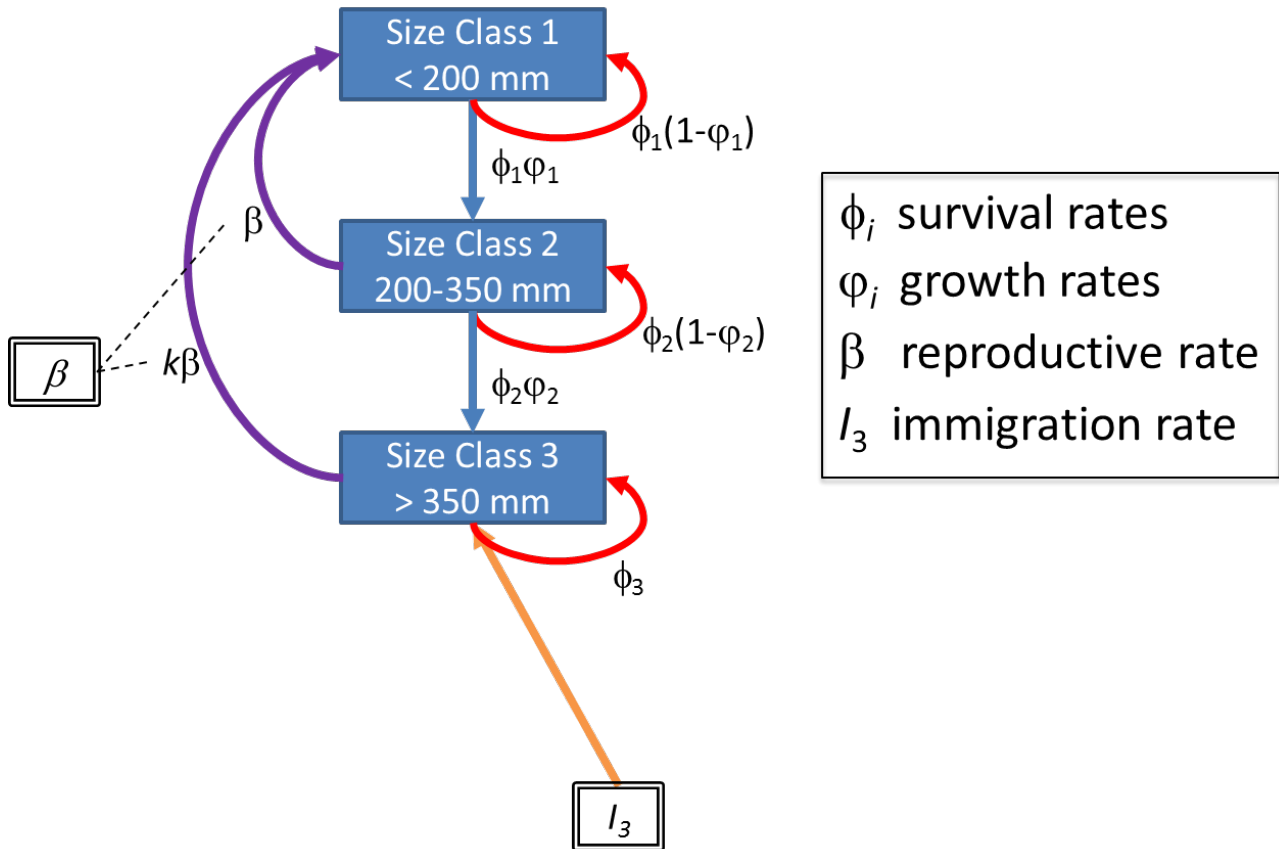 Size Class 1
< 200 mm
ϕ₁(1-φ₁)
ϕ₁φ₁
β
Size Class 2
200-350 mm
ϕ₂(1-φ₂)
β
kβ
ϕ₂φ₂
Size Class 3
> 350 mm
ϕ₃
I₃
ϕᵢ survival rates
φᵢ growth rates
β reproductive rate
I₃ immigration rate